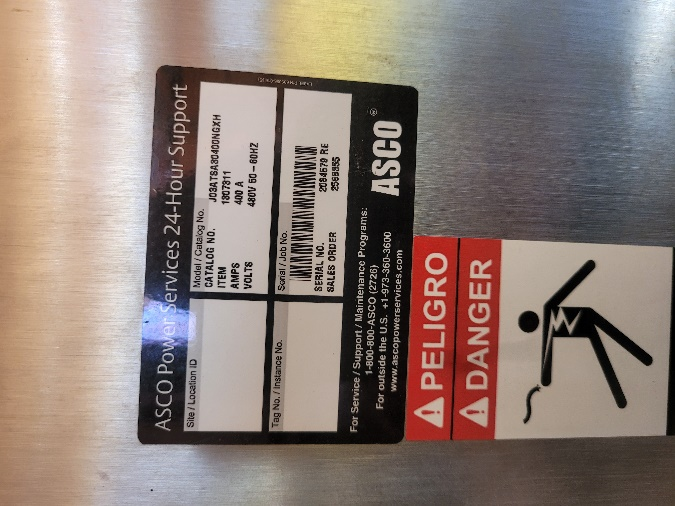 ASCO Power Services 24-Hour Support
Site / Location ID
Model / Catalog No.
CATALOG NO. J03ATSA30400NGXH
ITEM 1807811
AMPS 400 A
VOLTS 480V 50 - 60HZ
Tag No. / Instance No.
Serial / Job No.
SERIAL NO. 2084579 RE
SALES ORDER 2568855
For Service / Support / Maintenance Programs:
1-800-800-ASCO (2726)
For outside the U.S. +1-973-360-3600
www.ascopowerservices.com
ASCO®
PELIGRO
DANGER